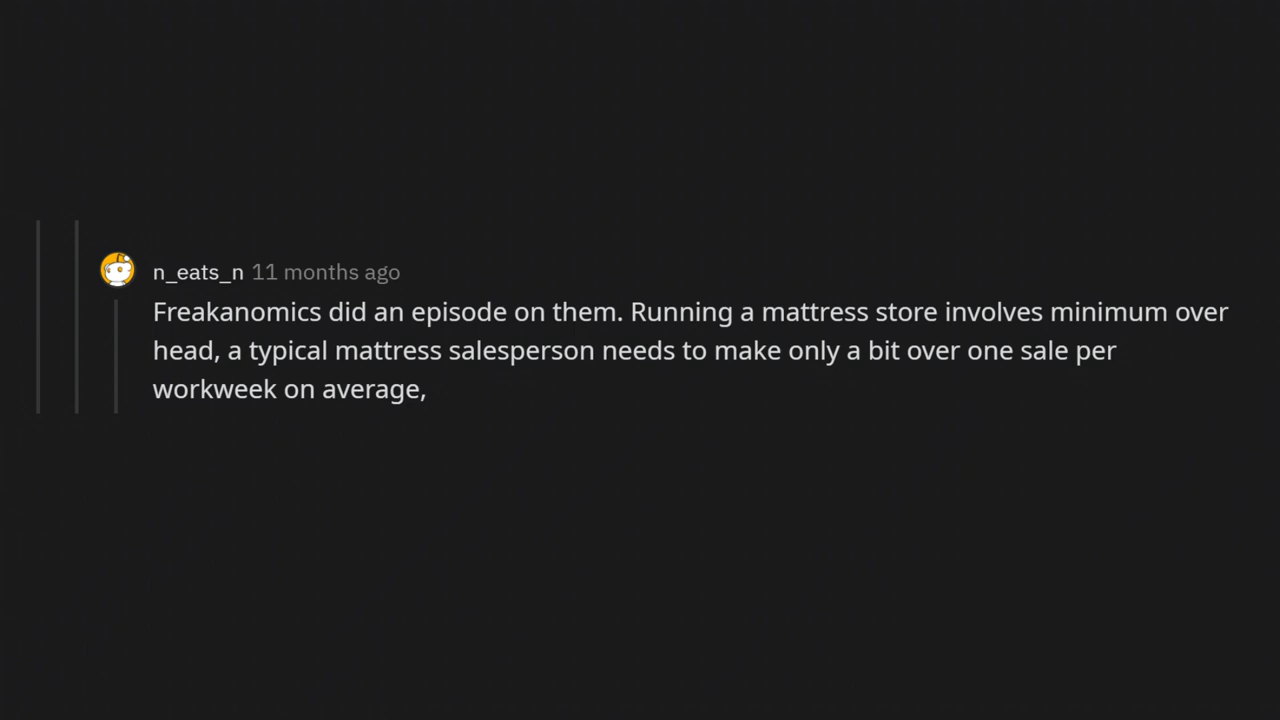 n_eats_n 11 months ago
Freakanomics did an episode on them. Running a mattress store involves minimum over
head, a typical mattress salesperson needs to make only a bit over one sale per
workweek on average,